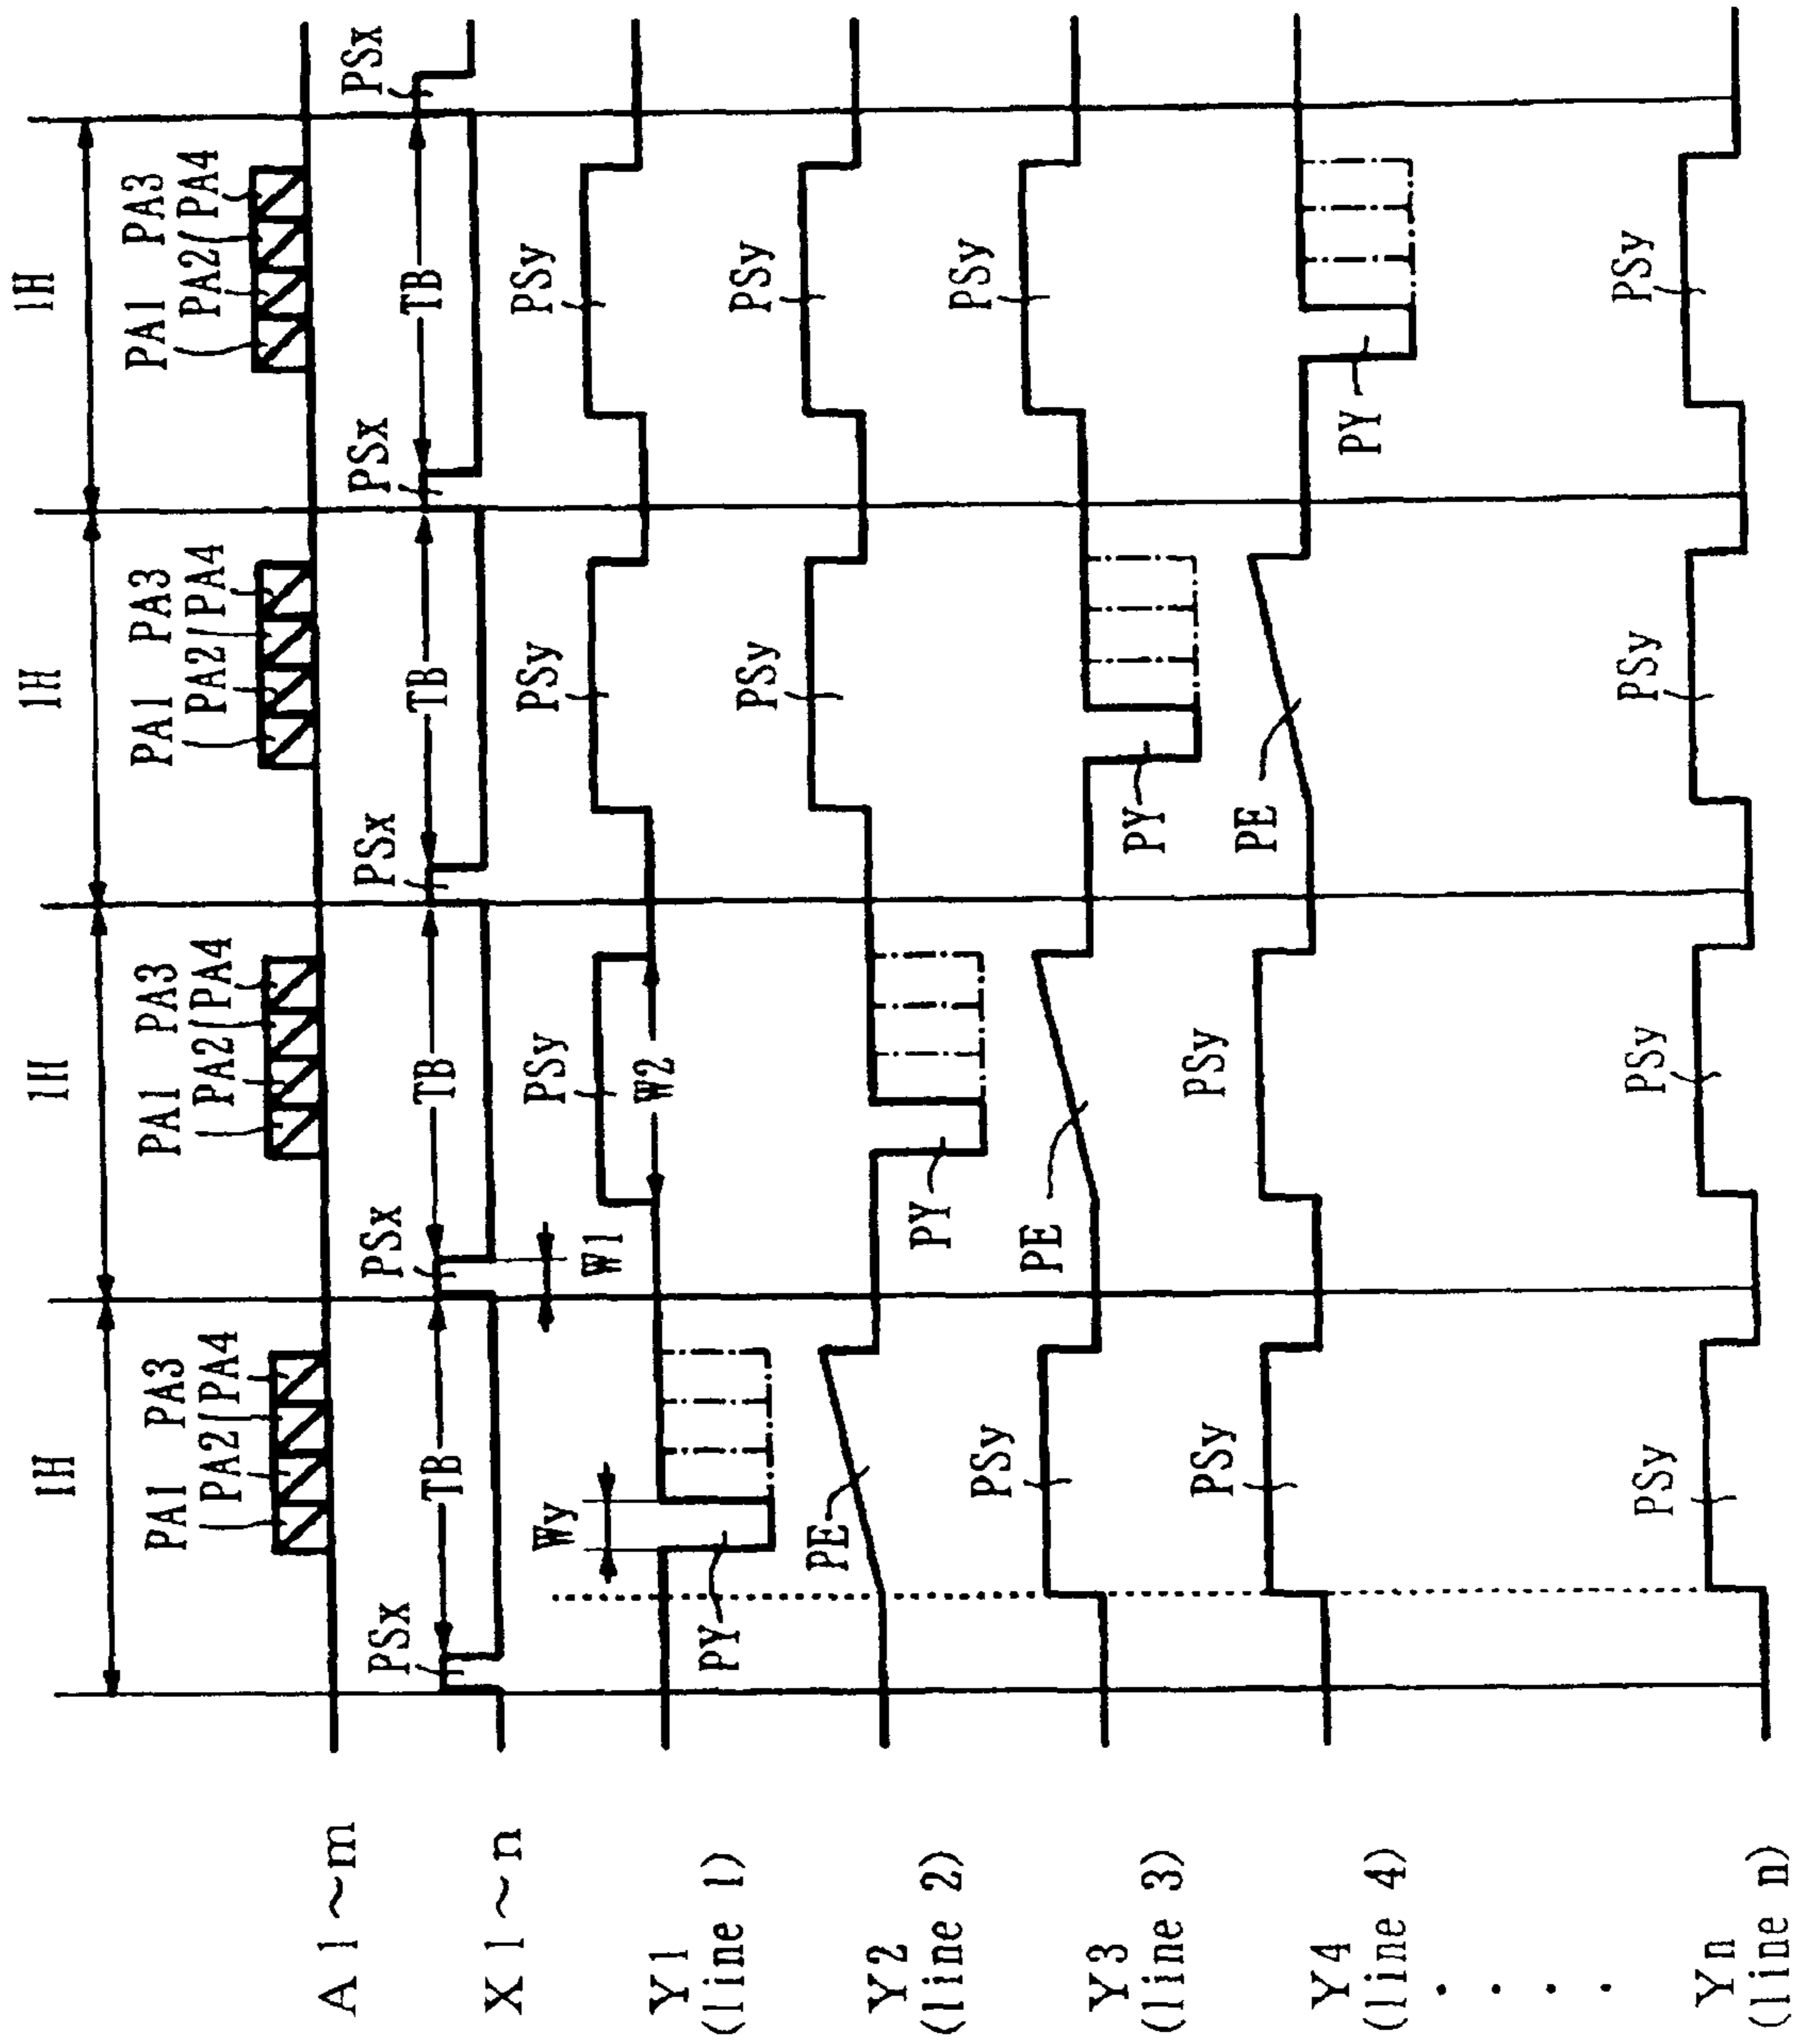 1H 1H 1H 1H
PA1 PA3 PA1 PA3 PA1 PA3 PA1 PA3
PA2 PA4 PA2 PA4 PA2 PA4 PA2 PA4
A 1 ~ m
PSx PSx PSx PSx PSx
TB TB TB TB
X 1 ~ n
W1
Wy PSy PSy PSy
W2
Y1
(line 1)
PY
PE PSy PSy
Y2
(line 2)
PY
PSy PE PSy
Y3
(line 3)
PY
PSy PSy PE
Y4
(line 4)
PY
. . . .
PSy PSy PSy PSy
Yn
(line n)